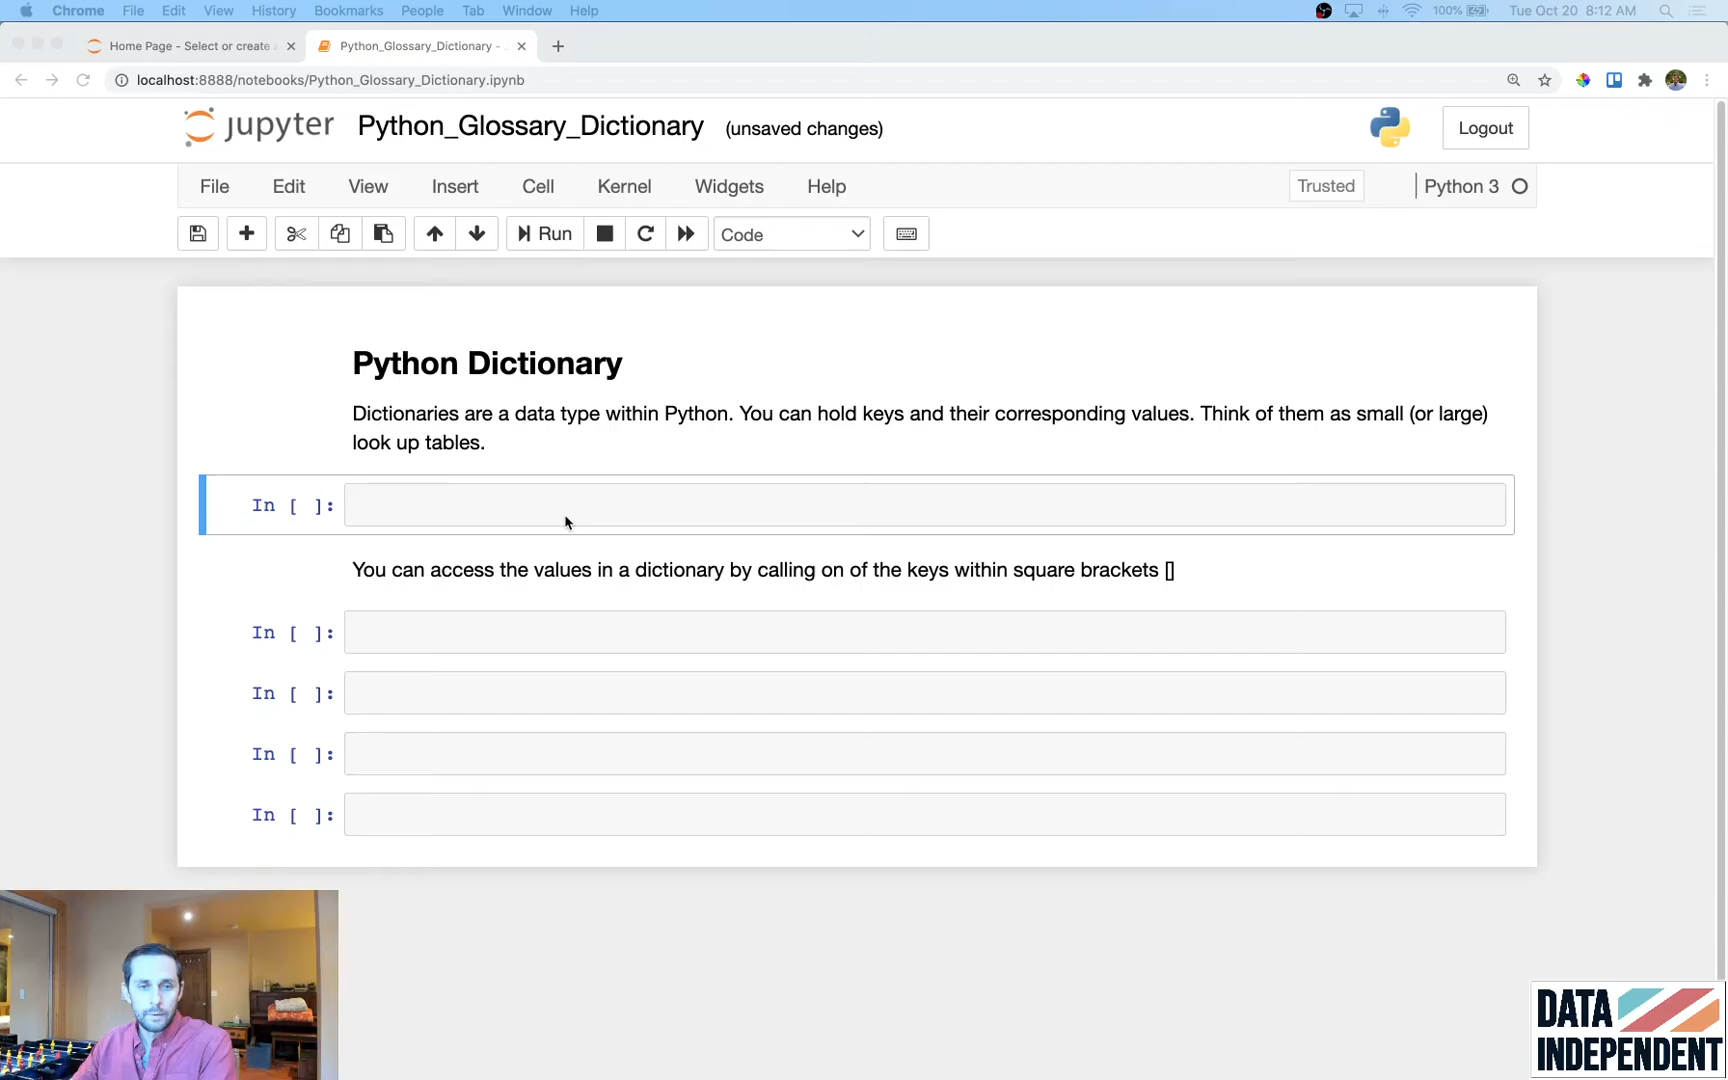 Chrome File Edit View History Bookmarks People Tab Window Help 100% Tue Oct 20 8:12 AM
Home Page - Select or create a Python_Glossary_Dictionary -
localhost:8888/notebooks/Python_Glossary_Dictionary.ipynb
jupyter Python_Glossary_Dictionary (unsaved changes) Logout
File Edit View Insert Cell Kernel Widgets Help Trusted Python 3
Run Code
Python Dictionary
Dictionaries are a data type within Python. You can hold keys and their corresponding values. Think of them as small (or large)
look up tables.
In [ ]:
You can access the values in a dictionary by calling on of the keys within square brackets []
In [ ]:
In [ ]:
In [ ]:
In [ ]:
DATA
INDEPENDENT